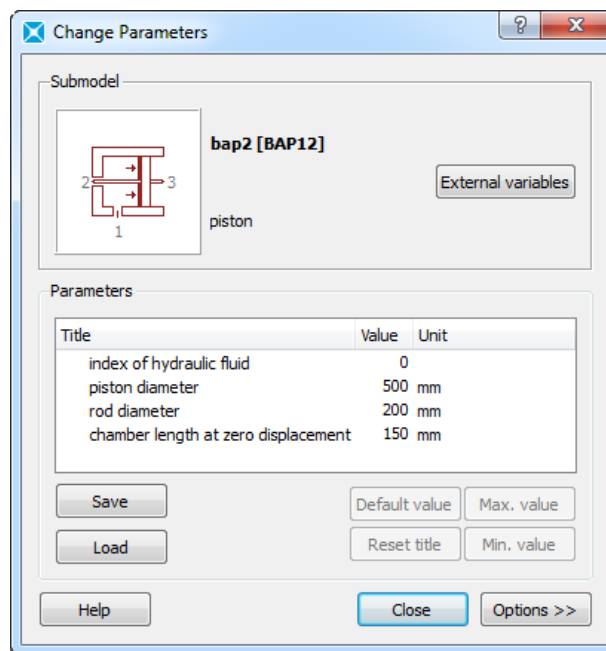 Change Parameters
?
X
Submodel
bap2 [BAP12]
2
3
1
External variables
piston
Parameters
Title Value Unit
index of hydraulic fluid 0
piston diameter 500 mm
rod diameter 200 mm
chamber length at zero displacement 150 mm
Save
Default value
Max. value
Load
Reset title
Min. value
Help
Close
Options >>